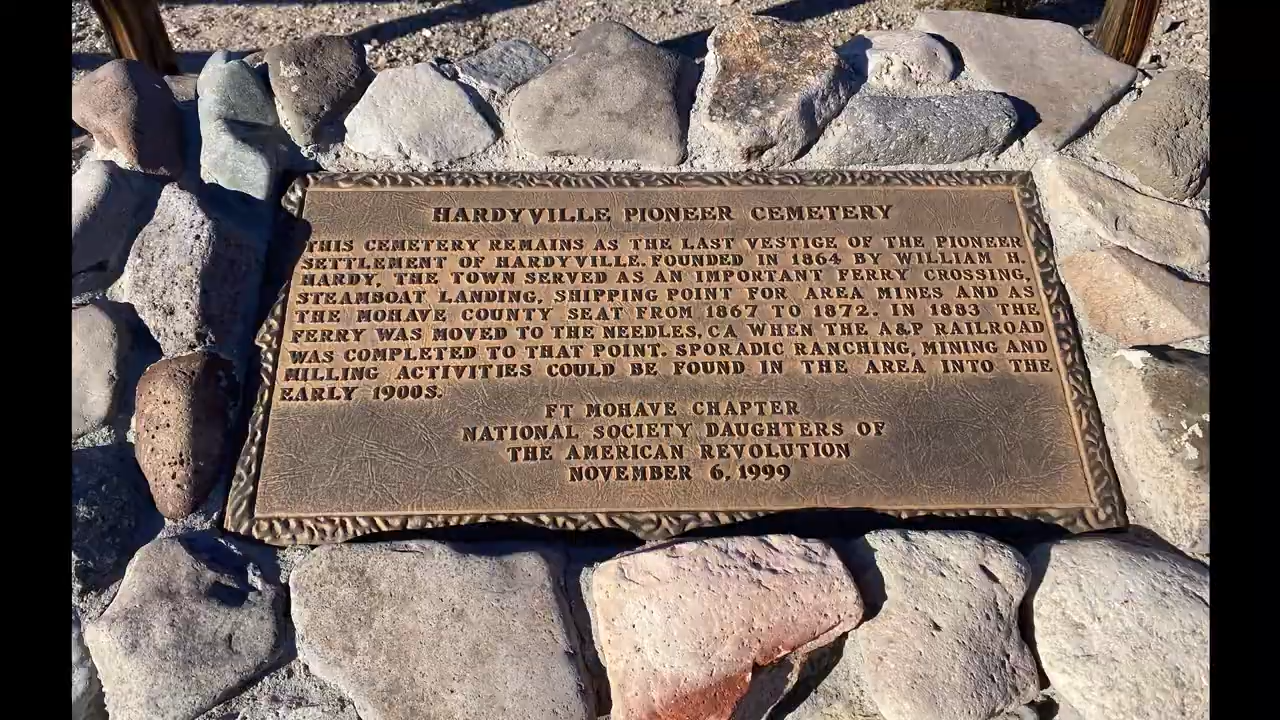 HARDYVILLE PIONEER CEMETERY
THIS CEMETERY REMAINS AS THE LAST VESTIGE OF THE PIONEER
SETTLEMENT OF HARDYVILLE. FOUNDED IN 1864 BY WILLIAM H.
HARDY, THE TOWN SERVED AS AN IMPORTANT FERRY CROSSING,
STEAMBOAT LANDING, SHIPPING POINT FOR AREA MINES AND AS
THE MOHAVE COUNTY SEAT FROM 1867 TO 1872. IN 1883 THE
FERRY WAS MOVED TO THE NEEDLES, CA WHEN THE A&P RAILROAD
WAS COMPLETED TO THAT POINT. SPORADIC RANCHING, MINING AND
MILLING ACTIVITIES COULD BE FOUND IN THE AREA INTO THE
EARLY 1900S.
FT MOHAVE CHAPTER
NATIONAL SOCIETY DAUGHTERS OF
THE AMERICAN REVOLUTION
NOVEMBER 6, 1999